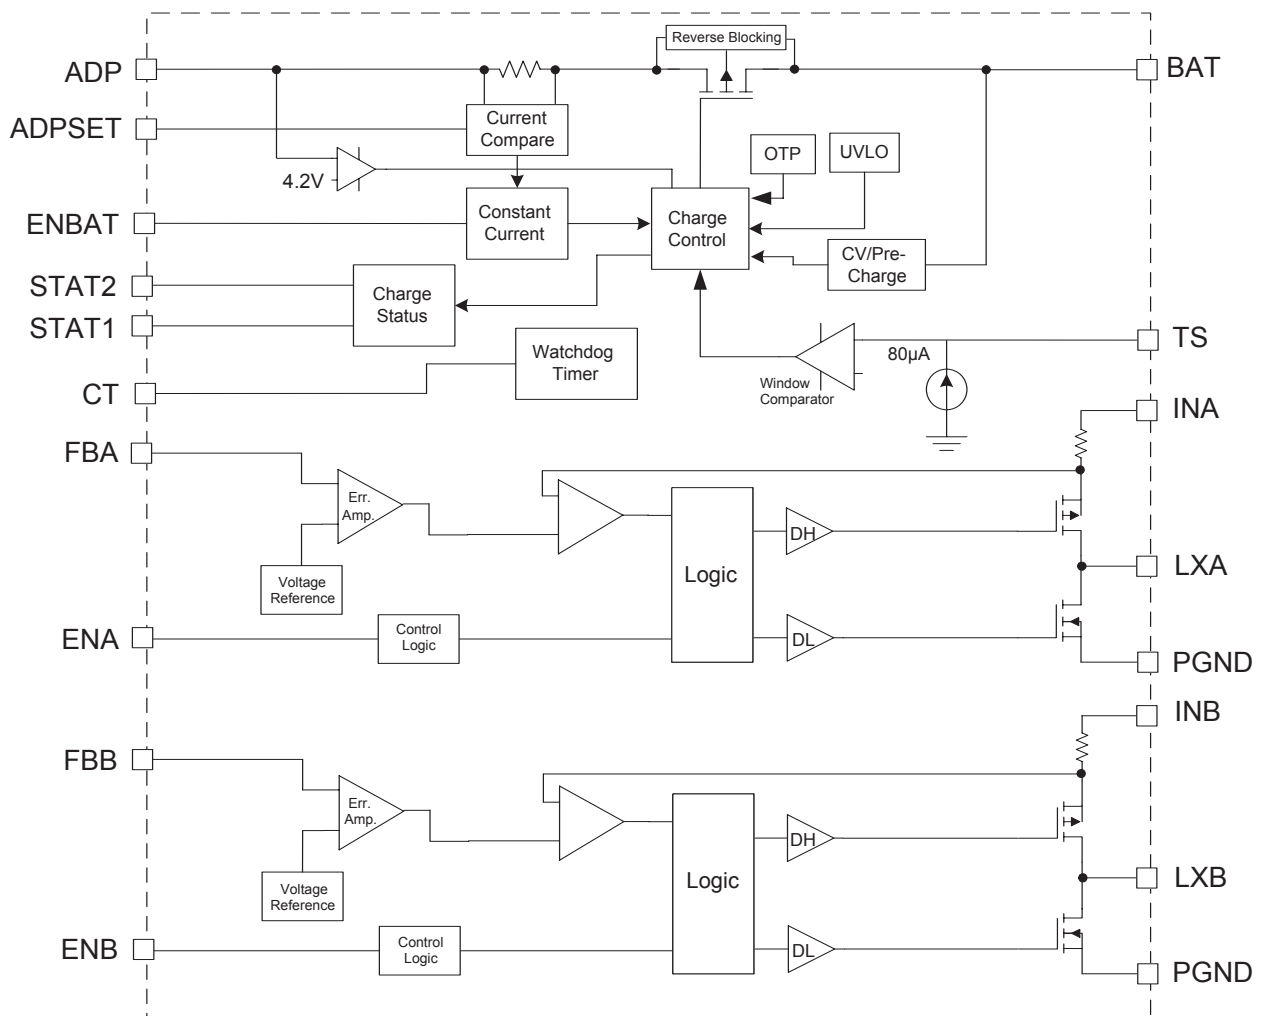 Reverse Blocking
ADP
BAT
ADPSET
Current
Compare
OTP
UVLO
4.2V
ENBAT
Constant
Current
Charge
Control
CV/Pre-
Charge
STAT2
STAT1
Charge
Status
TS
80µA
Watchdog
Timer
Window
Comparator
CT
INA
FBA
Err.
Amp.
Voltage
Reference
Logic
DH
LXA
ENA
Control
Logic
DL
PGND
INB
FBB
Err.
Amp.
Voltage
Reference
Logic
DH
LXB
ENB
Control
Logic
DL
PGND